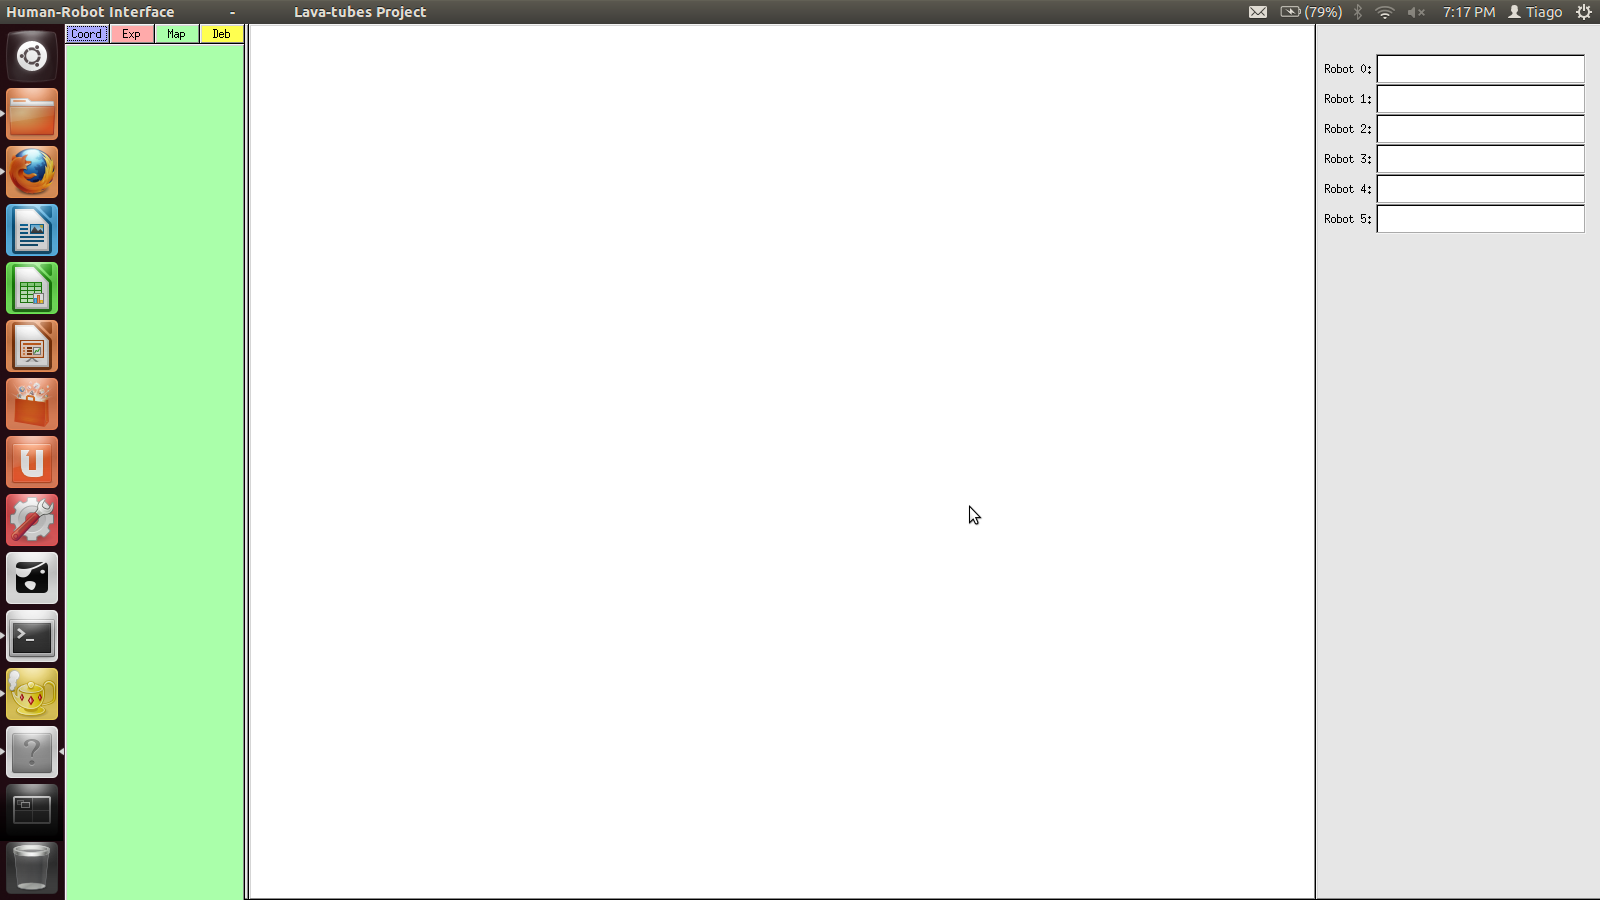 Human-Robot Interface - Lava-tubes Project (79%) 7:17 PM Tiago
Coord Exp Map Deb
Robot 0:
Robot 1:
Robot 2:
Robot 3:
Robot 4:
Robot 5: